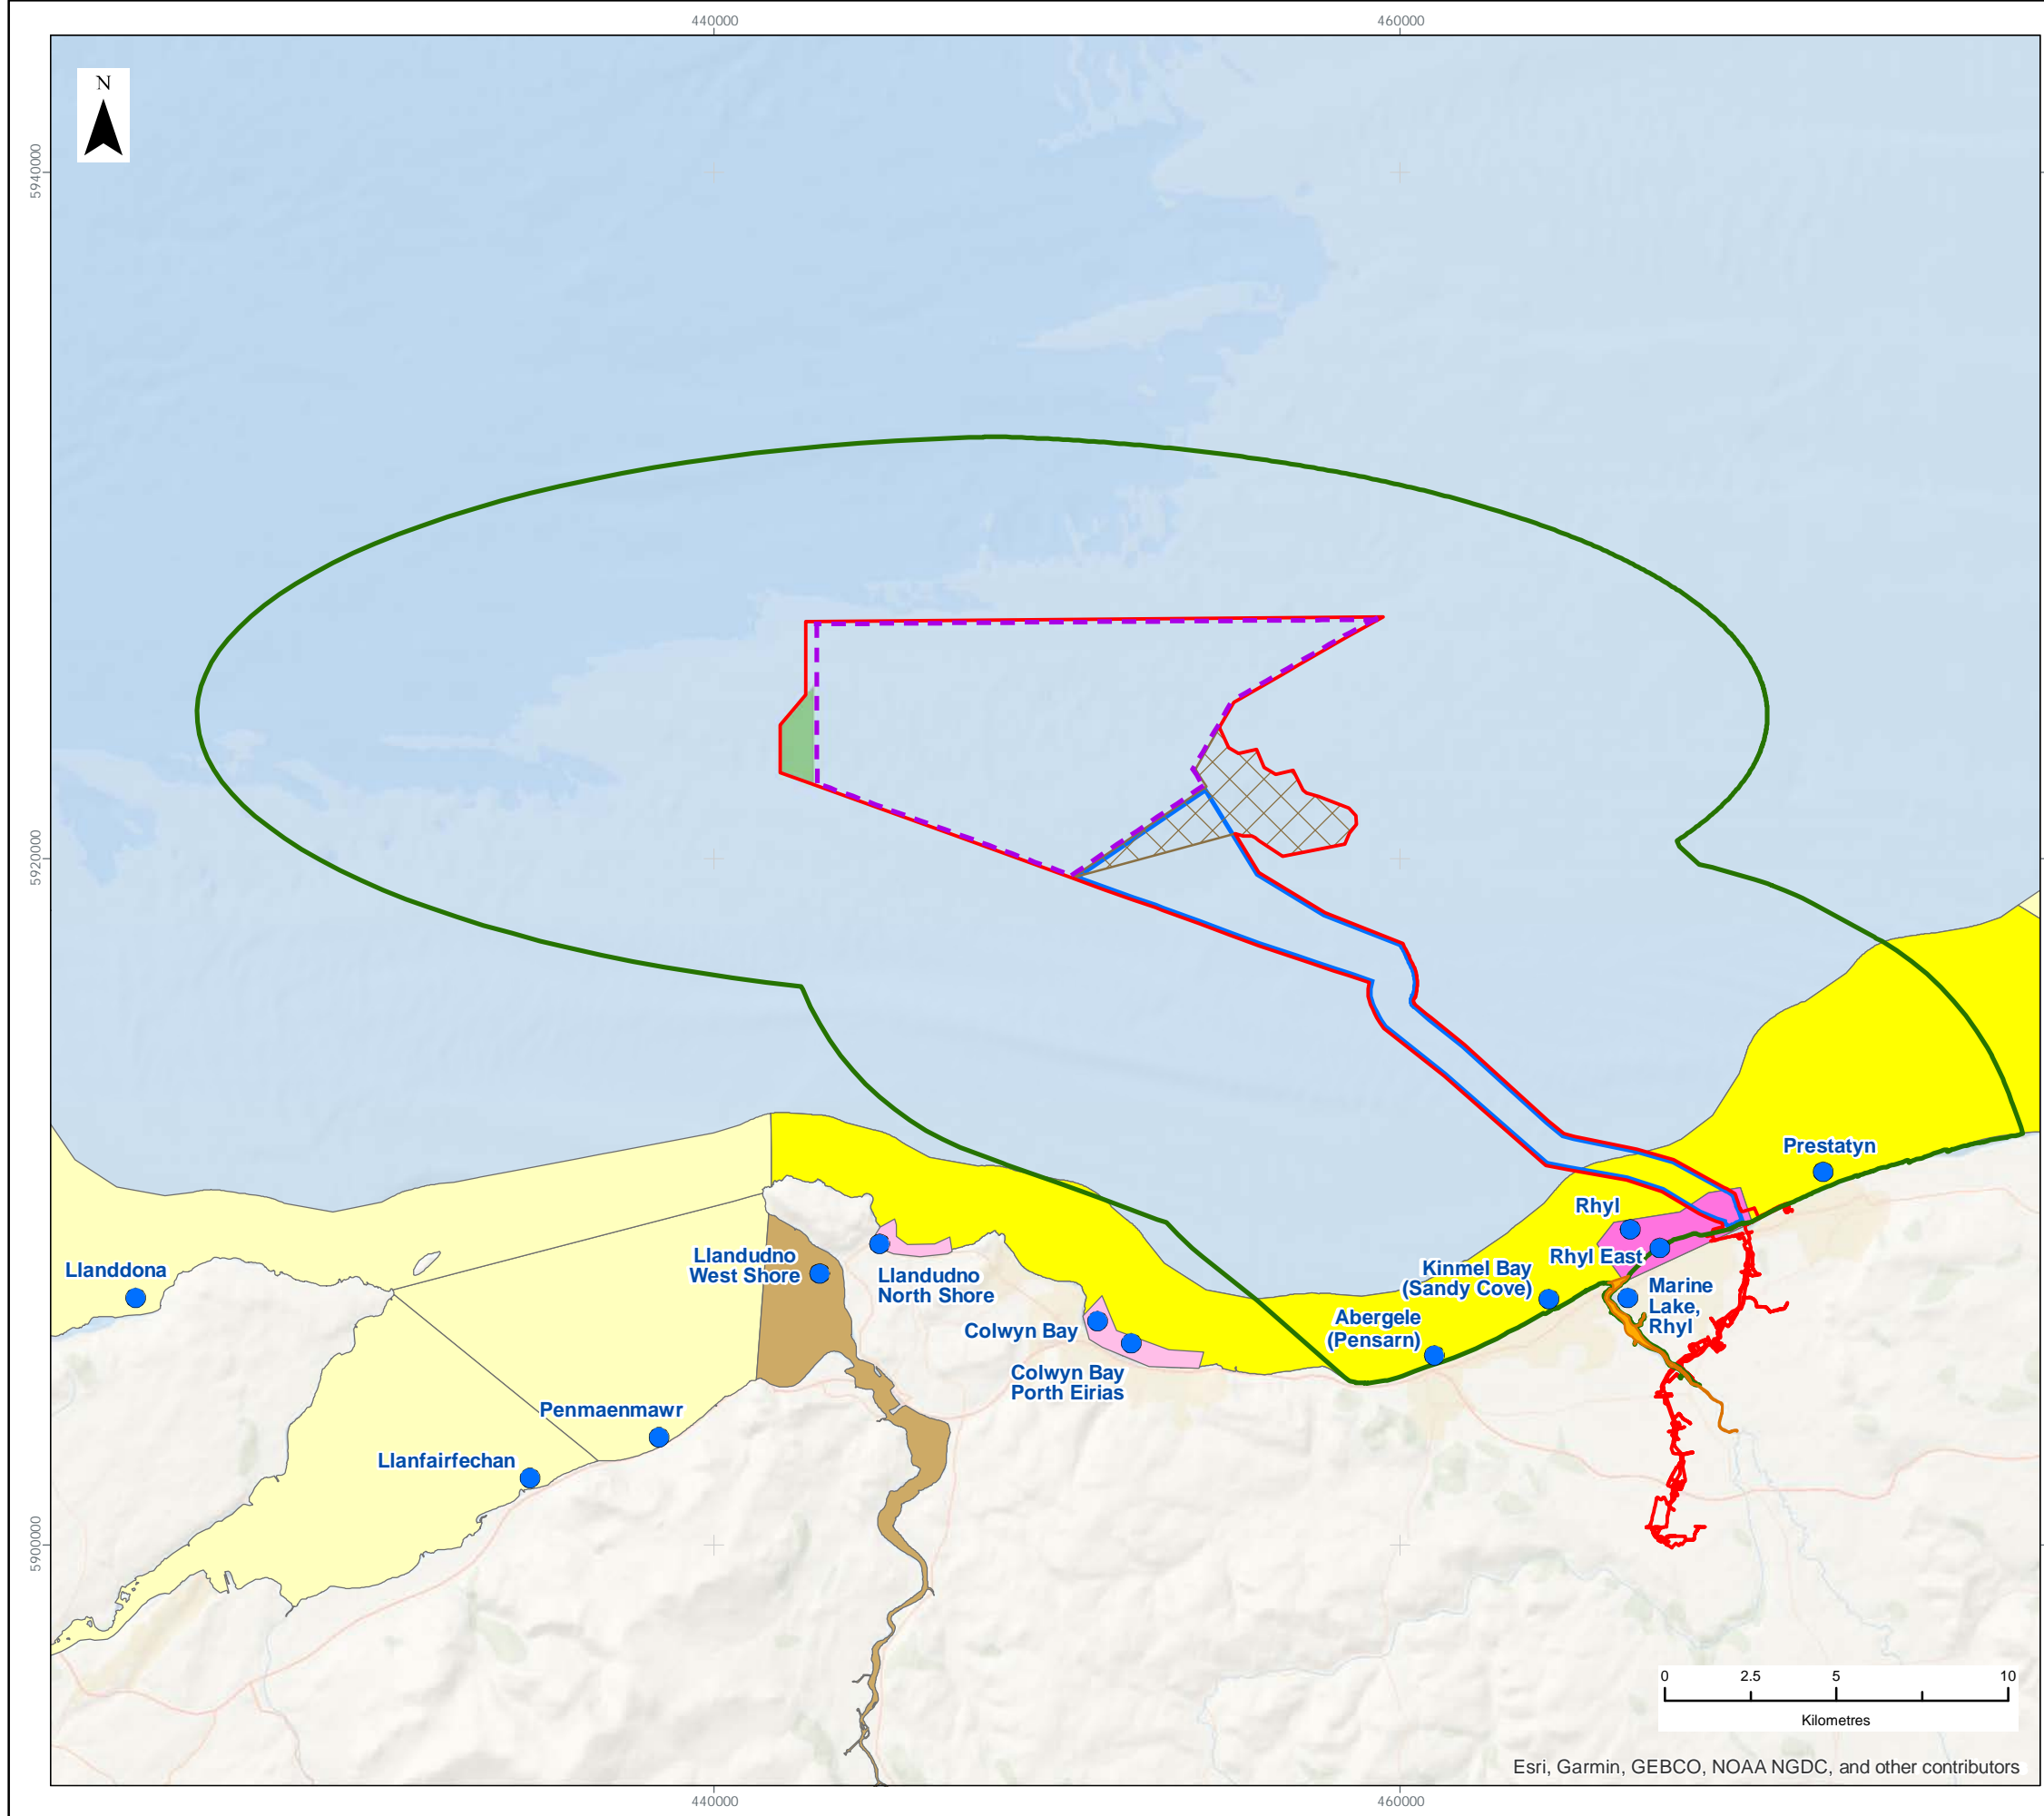 440000
460000
N
5940000
5920000
5900000
Prestatyn
Rhyl
Rhyl East
Kinmel Bay
(Sandy Cove)
Marine
Lake,
Rhyl
Abergele
(Pensarn)
Llanddona
Llandudno
West Shore
Llandudno
North Shore
Colwyn Bay
Colwyn Bay
Porth Eirias
Penmaenmawr
Llanfairfechan
0 2.5 5 10
Kilometres
Esri, Garmin, GEBCO, NOAA NGDC, and other contributors
440000
460000